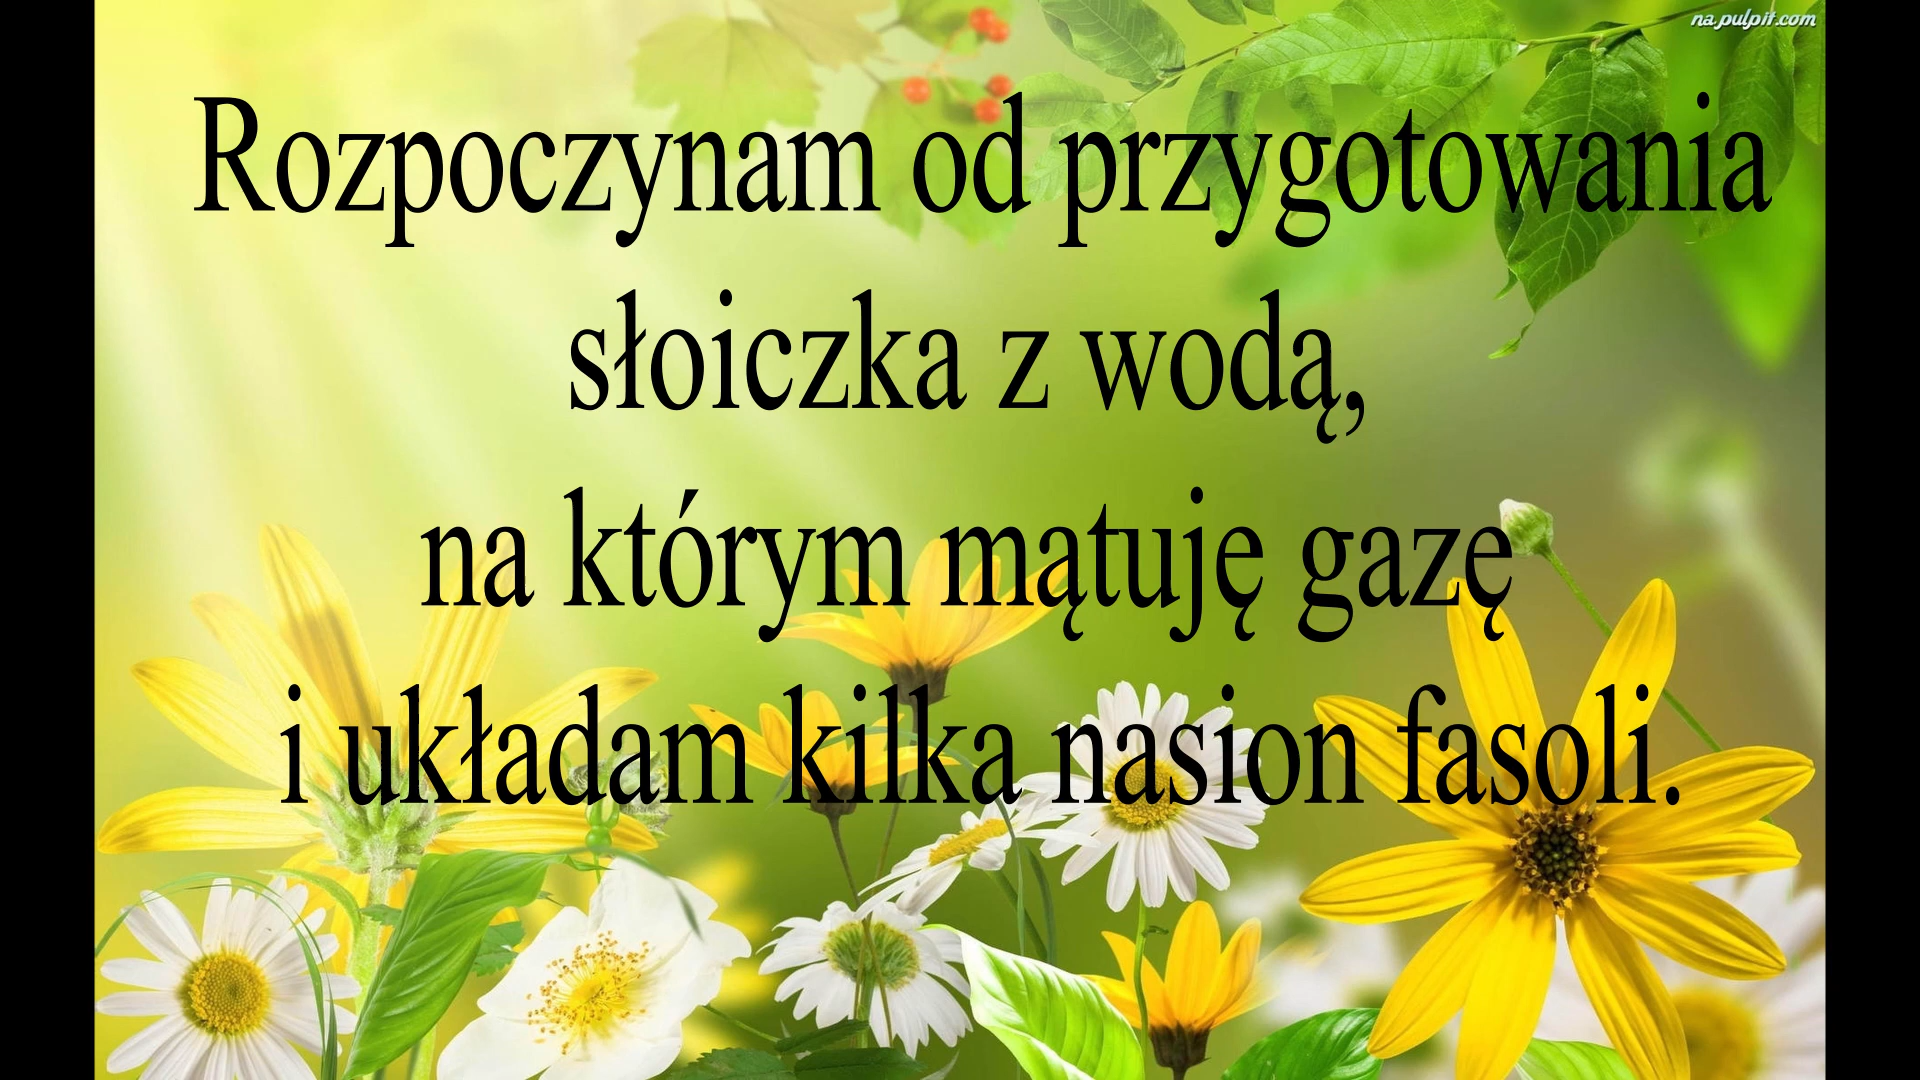 na.pulpit.com
Rozpoczynam od przygotowania
słoiczka z wodą,
na którym mątuję gazę
i układam kilka nasion fasoli.